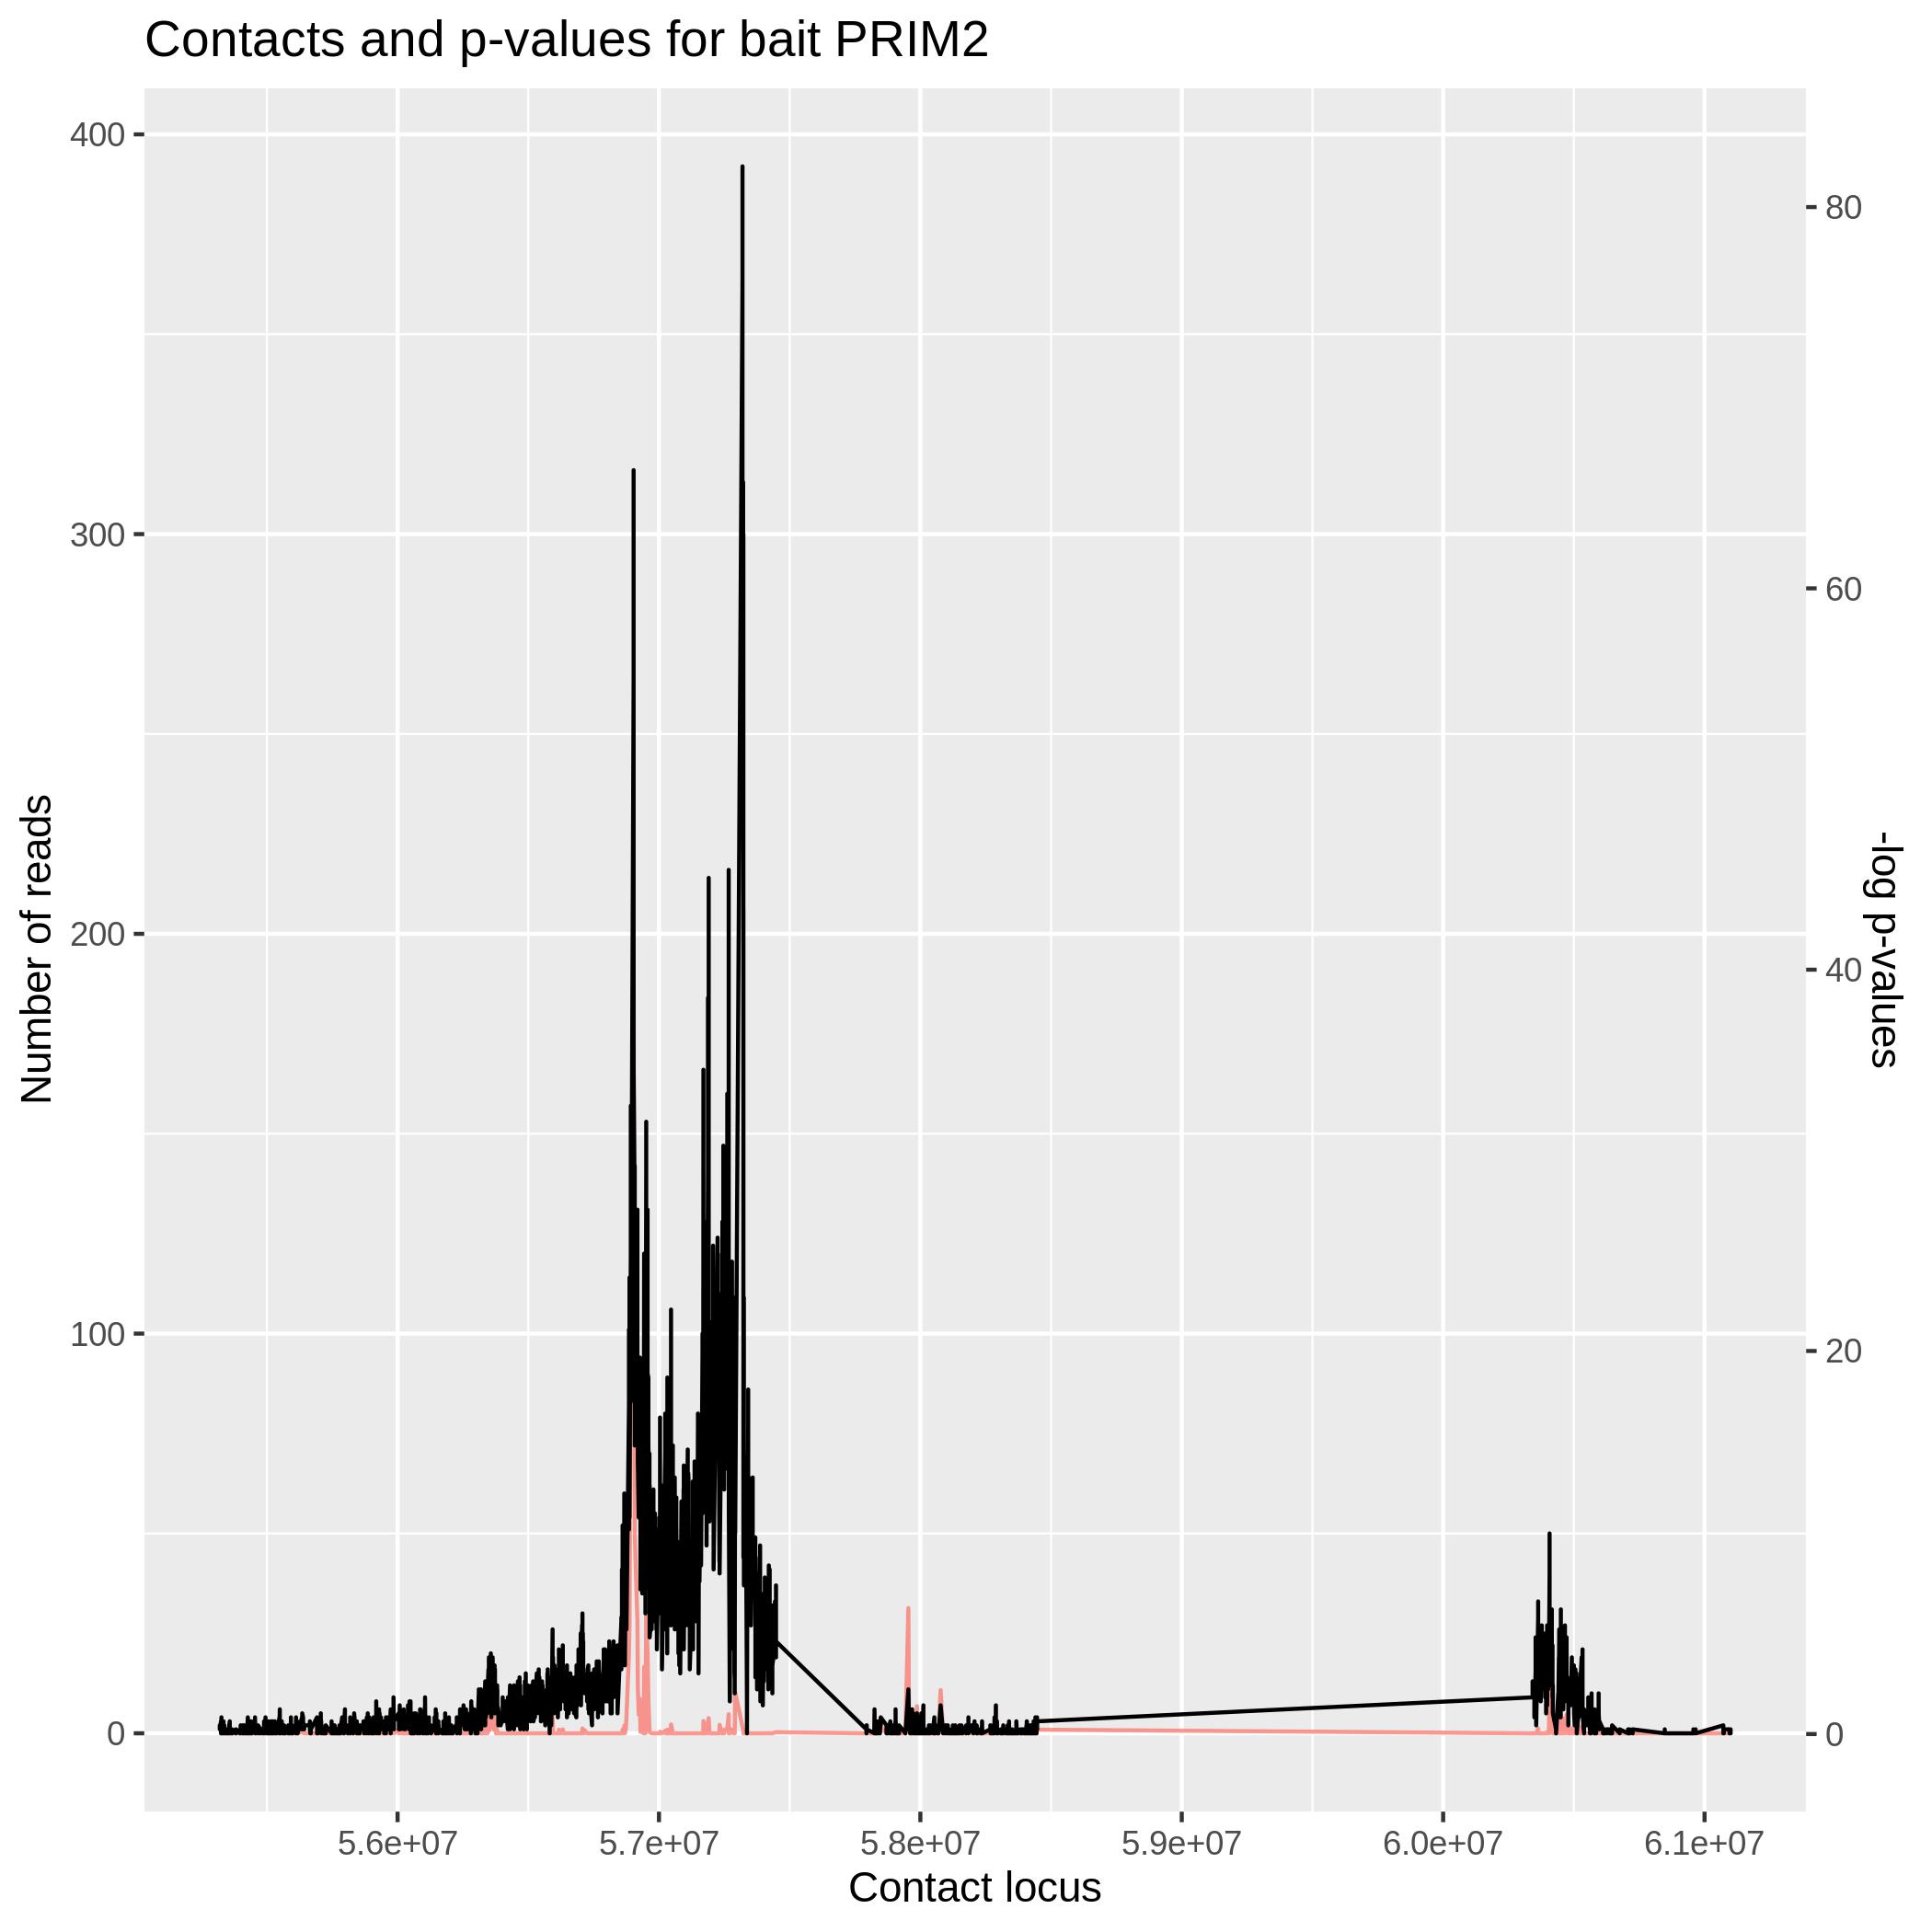 Contacts and p-values for bait PRIM2
400
300
200
100
0
Number of reads
80
60
40
20
0
-log p-values
5.6e+07
5.7e+07
5.8e+07
5.9e+07
6.0e+07
6.1e+07
Contact locus